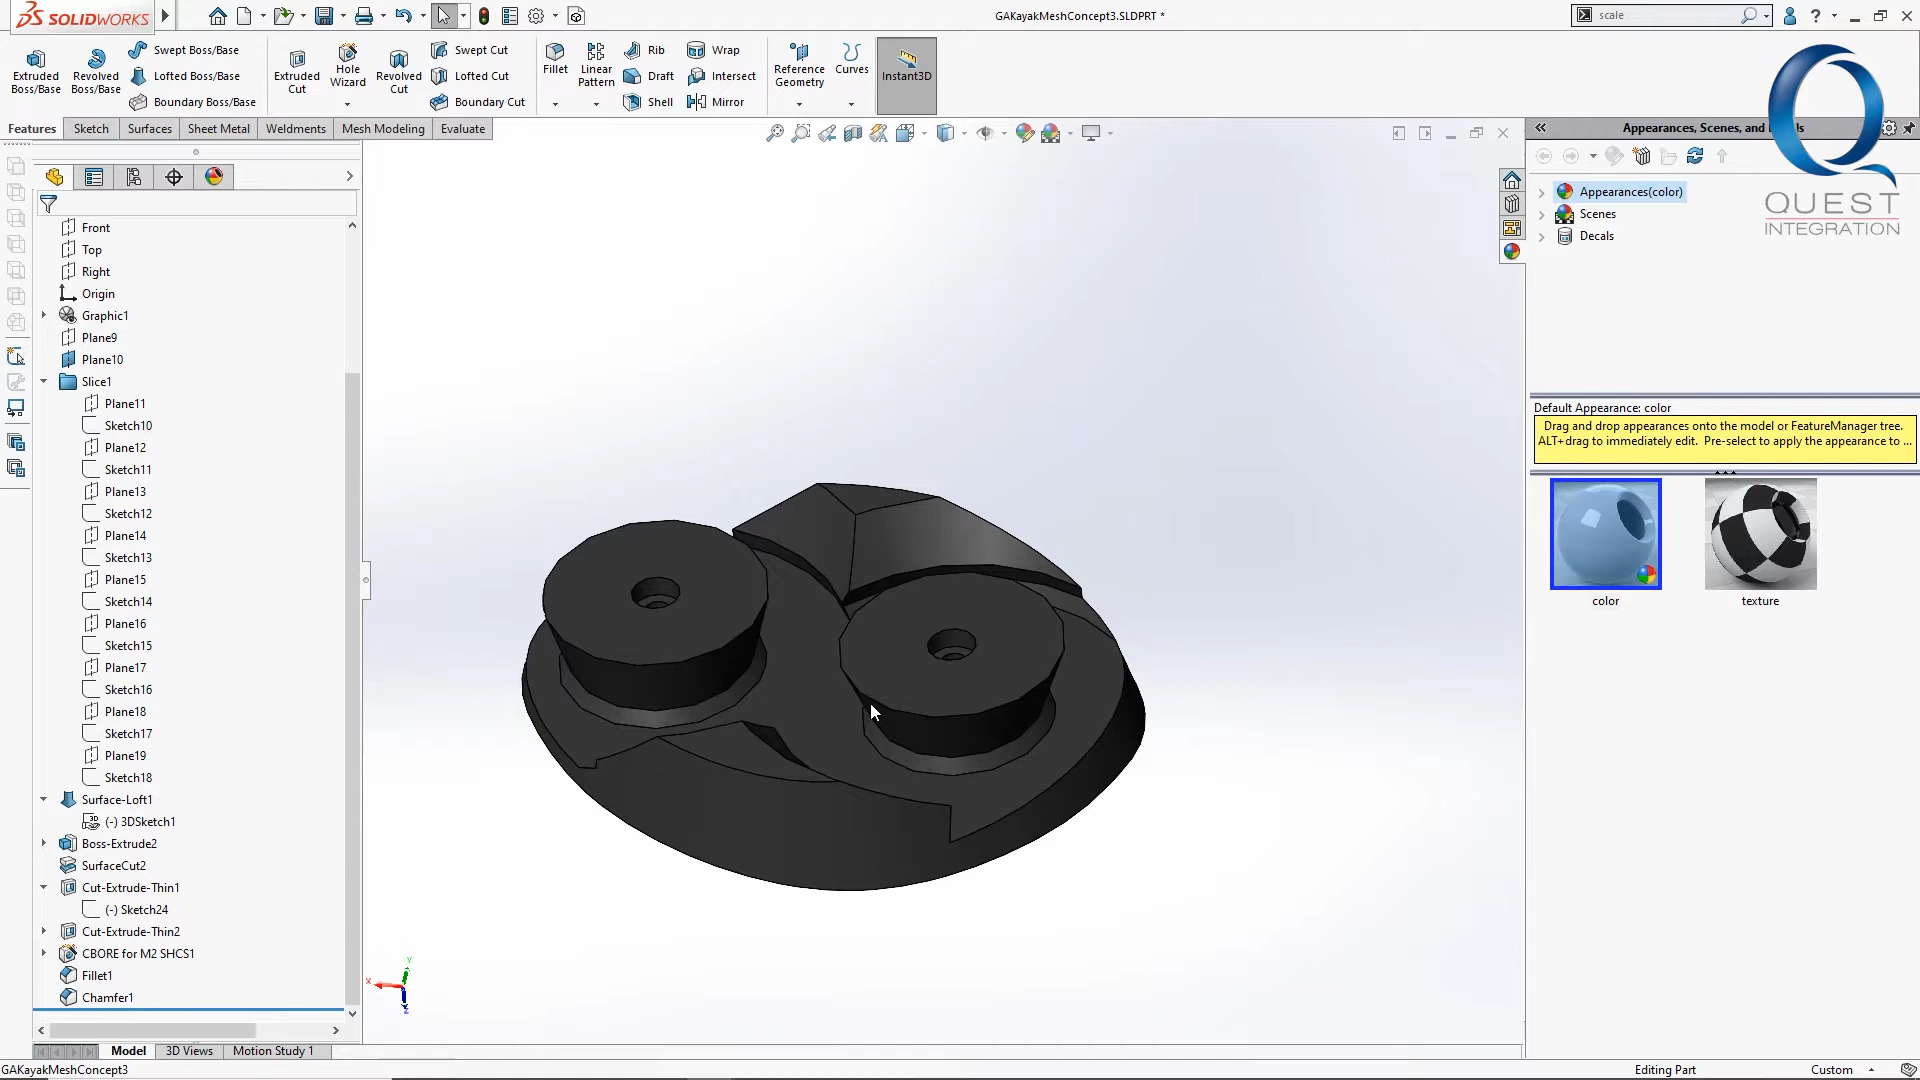 SOLIDWORKS
GAKayakMeshConcept3.SLDPRT *
scale
Extruded Boss/Base
Revolved Boss/Base
Swept Boss/Base
Lofted Boss/Base
Boundary Boss/Base
Extruded Cut
Hole Wizard
Revolved Cut
Swept Cut
Lofted Cut
Boundary Cut
Fillet
Linear Pattern
Rib
Draft
Shell
Wrap
Intersect
Mirror
Reference Geometry
Curves
Instant3D
Features
Sketch
Surfaces
Sheet Metal
Weldments
Mesh Modeling
Evaluate
Front
Top
Right
Origin
Graphic1
Plane9
Plane10
Slice1
Plane11
Sketch10
Plane12
Sketch11
Plane13
Sketch12
Plane14
Sketch13
Plane15
Sketch14
Plane16
Sketch15
Plane17
Sketch16
Plane18
Sketch17
Plane19
Sketch18
Surface-Loft1
(-) 3DSketch1
Boss-Extrude2
SurfaceCut2
Cut-Extrude-Thin1
(-) Sketch24
Cut-Extrude-Thin2
CBORE for M2 SHCS1
Fillet1
Chamfer1
Y
X
Z
Model
3D Views
Motion Study 1
GAKayakMeshConcept3
Editing Part
Custom
Appearances, Scenes, and
QUEST
INTEGRATION
Appearances(color)
Scenes
Decals
Default Appearance: color
Drag and drop appearances onto the model or FeatureManager tree.
ALT+drag to immediately edit. Pre-select to apply the appearance to ...
color
texture